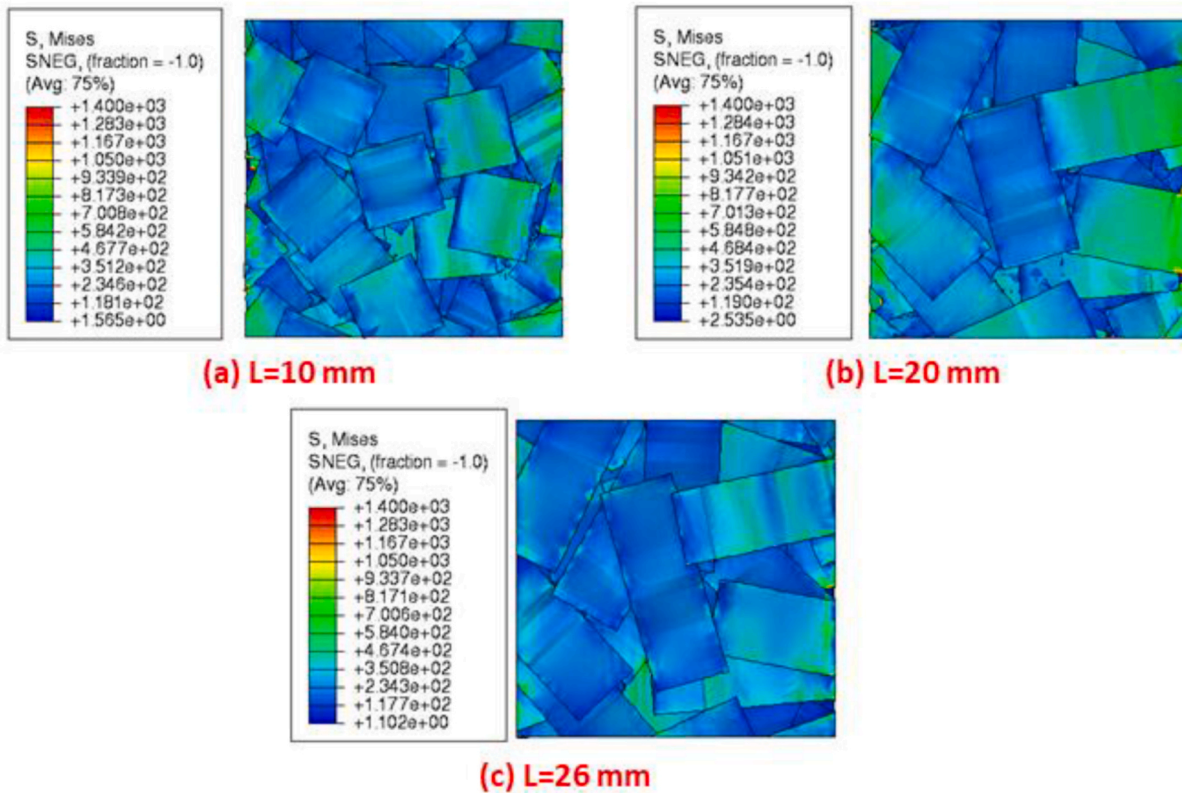 S, Mises
SNEG, (fraction = -1.0)
(Avg: 75%)
+1.400e+03
+1.283e+03
+1.167e+03
+1.050e+03
+9.339e+02
+8.173e+02
+7.008e+02
+5.842e+02
+4.677e+02
+3.512e+02
+2.346e+02
+1.181e+02
+1.565e+00
(a) L=10 mm
S, Mises
SNEG, (fraction = -1.0)
(Avg: 75%)
+1.400e+03
+1.284e+03
+1.167e+03
+1.051e+03
+9.342e+02
+8.177e+02
+7.013e+02
+5.848e+02
+4.684e+02
+3.519e+02
+2.354e+02
+1.190e+02
+2.535e+00
(b) L=20 mm
S, Mises
SNEG, (fraction = -1.0)
(Avg: 75%)
+1.400e+03
+1.283e+03
+1.167e+03
+1.050e+03
+9.337e+02
+8.171e+02
+7.006e+02
+5.840e+02
+4.674e+02
+3.508e+02
+2.343e+02
+1.177e+02
+1.102e+00
(c) L=26 mm